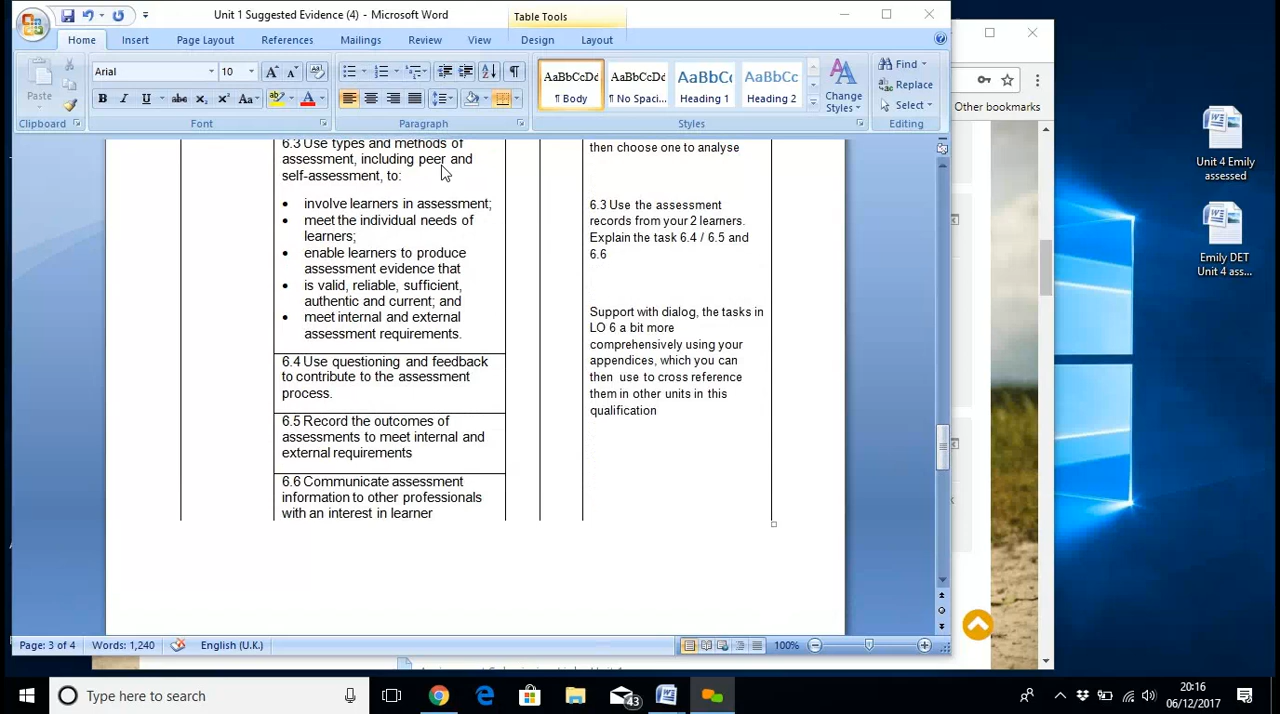 Unit 1 Suggested Evidence (4) - Microsoft Word
Table Tools
Home Insert Page Layout References Mailings Review View Design Layout
Paste
Clipboard
Arial 10
Font
Paragraph
AaBbCcDd AaBbCcDd AaBbC AaBbCc
¶ Body ¶ No Spaci... Heading 1 Heading 2
Change
Styles
Styles
Find
Replace
Select
Editing
Other bookmarks
6.3 Use types and methods of
assessment, including peer and
self-assessment, to:
• involve learners in assessment;
• meet the individual needs of
learners;
• enable learners to produce
assessment evidence that
• is valid, reliable, sufficient,
authentic and current; and
• meet internal and external
assessment requirements.
6.4 Use questioning and feedback
to contribute to the assessment
process.
6.5 Record the outcomes of
assessments to meet internal and
external requirements
6.6 Communicate assessment
information to other professionals
with an interest in learner
then choose one to analyse
6.3 Use the assessment
records from your 2 learners.
Explain the task 6.4 / 6.5 and
6.6
Support with dialog, the tasks in
LO 6 a bit more
comprehensively using your
appendices, which you can
then use to cross reference
them in other units in this
qualification
Unit 4 Emily
assessed
Emily DET
Unit 4 ass...
Page: 3 of 4 Words: 1,240 English (U.K.) 100%
Type here to search
43
20:16
06/12/2017